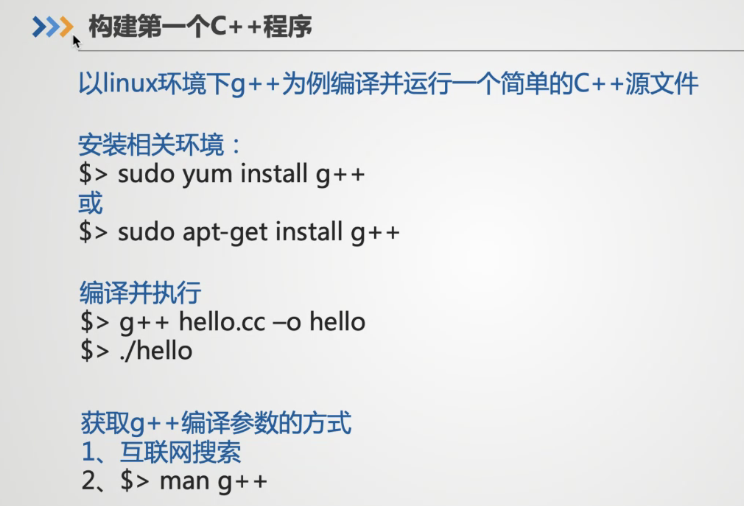 构建第一个C++程序
以linux环境下g++为例编译并运行一个简单的C++源文件
安装相关环境：
$> sudo yum install g++
或
$> sudo apt-get install g++
编译并执行
$> g++ hello.cc –o hello
$> ./hello
获取g++编译参数的方式
1、互联网搜索
2、$> man g++